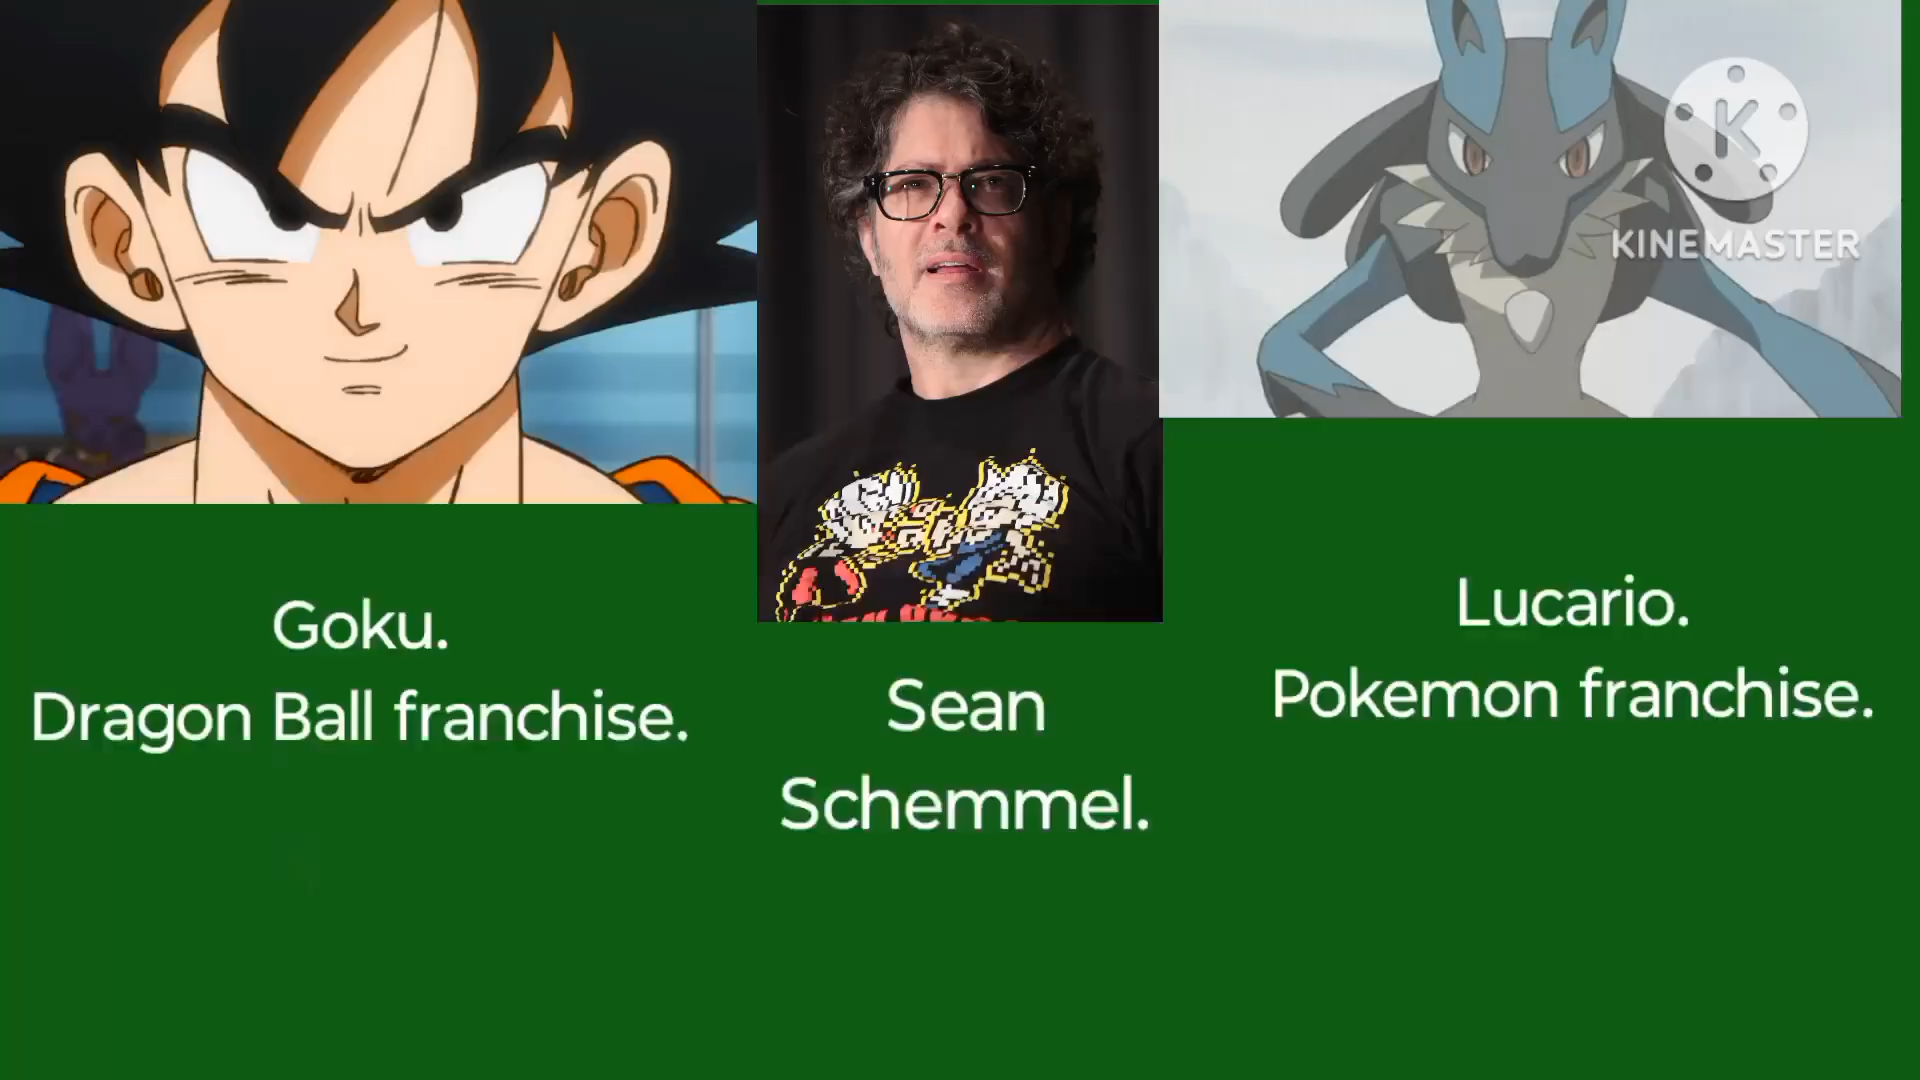 K
KINEMASTER
Goku.
Dragon Ball franchise.
Sean
Schemmel.
Lucario.
Pokemon franchise.